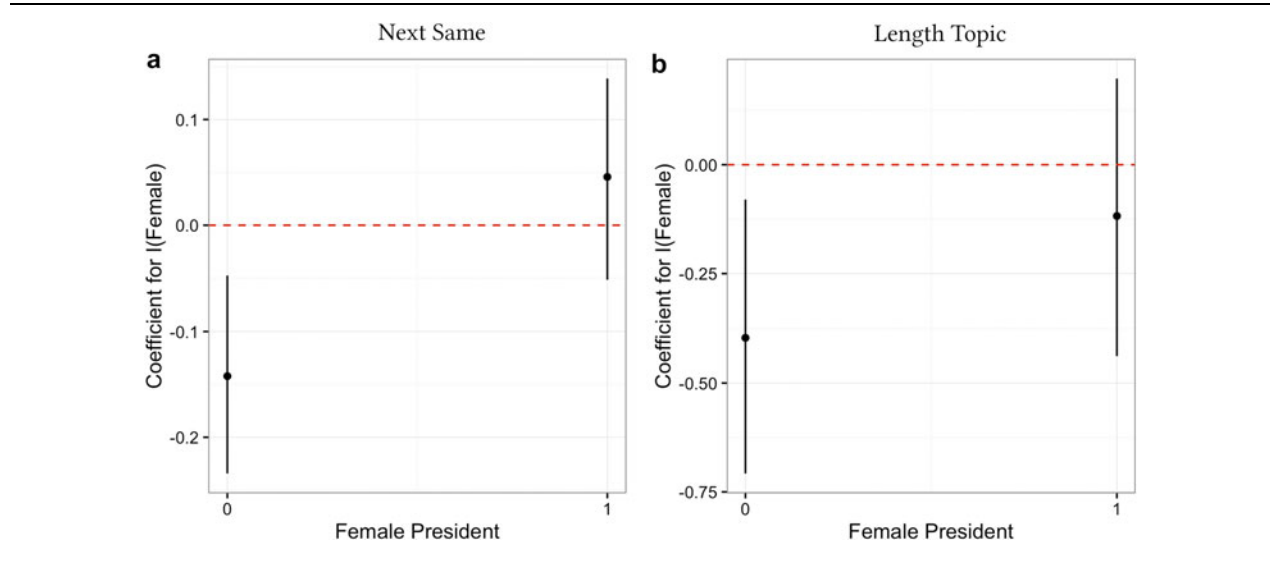 Next Same
a
0.1
0.0
-0.1
-0.2
Coefficient for I(Female)
0
1
Female President
Length Topic
b
0.00
-0.25
-0.50
-0.75
Coefficient for I(Female)
0
1
Female President